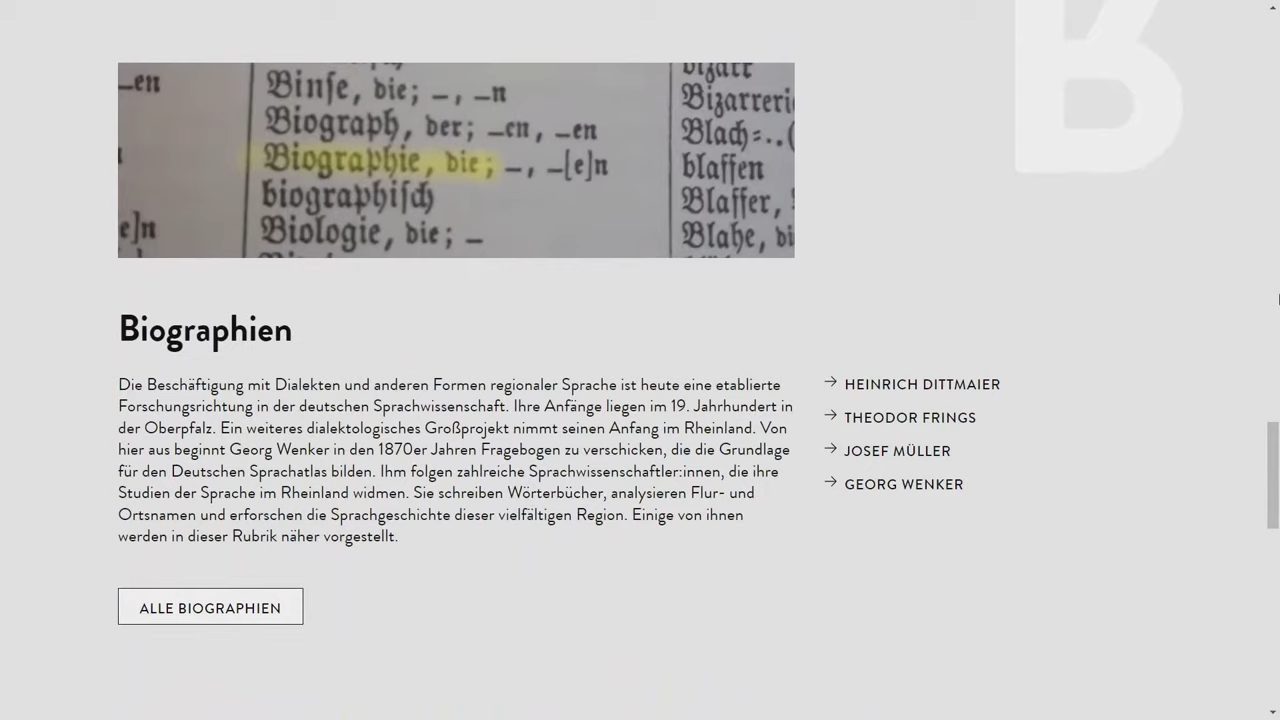 _en
Binse, die; _, _n
Biograph, der; _en, _en
Biographie, die; _, _[e]n
biographisch
Biologie, die; _
e]n
bizarr
Bizarreri
Blach=..(
blaffen
Blaffer,
Blahe, di
Biographien
Die Beschäftigung mit Dialekten und anderen Formen regionaler Sprache ist heute eine etablierte
Forschungsrichtung in der deutschen Sprachwissenschaft. Ihre Anfänge liegen im 19. Jahrhundert in
der Oberpfalz. Ein weiteres dialektologisches Großprojekt nimmt seinen Anfang im Rheinland. Von
hier aus beginnt Georg Wenker in den 1870er Jahren Fragebogen zu verschicken, die die Grundlage
für den Deutschen Sprachatlas bilden. Ihm folgen zahlreiche Sprachwissenschaftler:innen, die ihre
Studien der Sprache im Rheinland widmen. Sie schreiben Wörterbücher, analysieren Flur- und
Ortsnamen und erforschen die Sprachgeschichte dieser vielfältigen Region. Einige von ihnen
werden in dieser Rubrik näher vorgestellt.
ALLE BIOGRAPHIEN
→ HEINRICH DITTMAIER
→ THEODOR FRINGS
→ JOSEF MÜLLER
→ GEORG WENKER